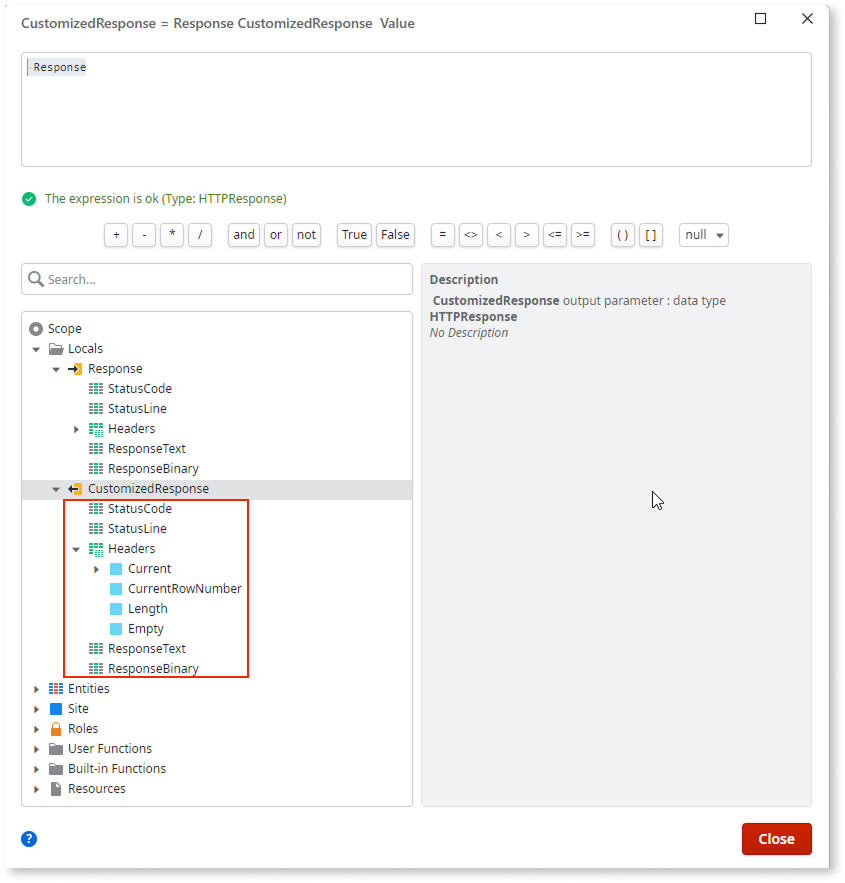 CustomizedResponse = Response CustomizedResponse Value
Response
The expression is ok (Type: HTTPResponse)
+ - * / and or not True False = <> < > <= >= ( ) [ ] null
Search...
Description
CustomizedResponse output parameter : data type
HTTPResponse
No Description
Scope
Locals
Response
StatusCode
StatusLine
Headers
ResponseText
ResponseBinary
CustomizedResponse
StatusCode
StatusLine
Headers
Current
CurrentRowNumber
Length
Empty
ResponseText
ResponseBinary
Entities
Site
Roles
User Functions
Built-in Functions
Resources
?
Close